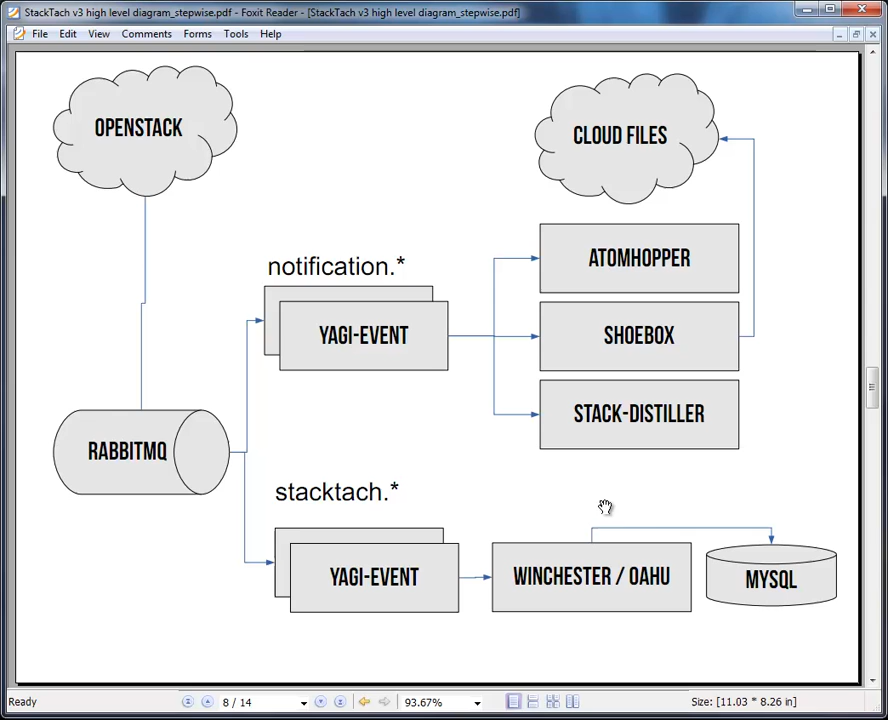 StackTach v3 high level diagram_stepwise.pdf - Foxit Reader - [StackTach v3 high level diagram_stepwise.pdf]
File Edit View Comments Forms Tools Help
OPENSTACK
CLOUD FILES
notification.*
ATOMHOPPER
YAGI-EVENT
SHOEBOX
STACK-DISTILLER
RABBITMQ
stacktach.*
YAGI-EVENT
WINCHESTER / OAHU
MYSQL
Ready
8 / 14
93.67%
Size: [11.03 * 8.26 in]